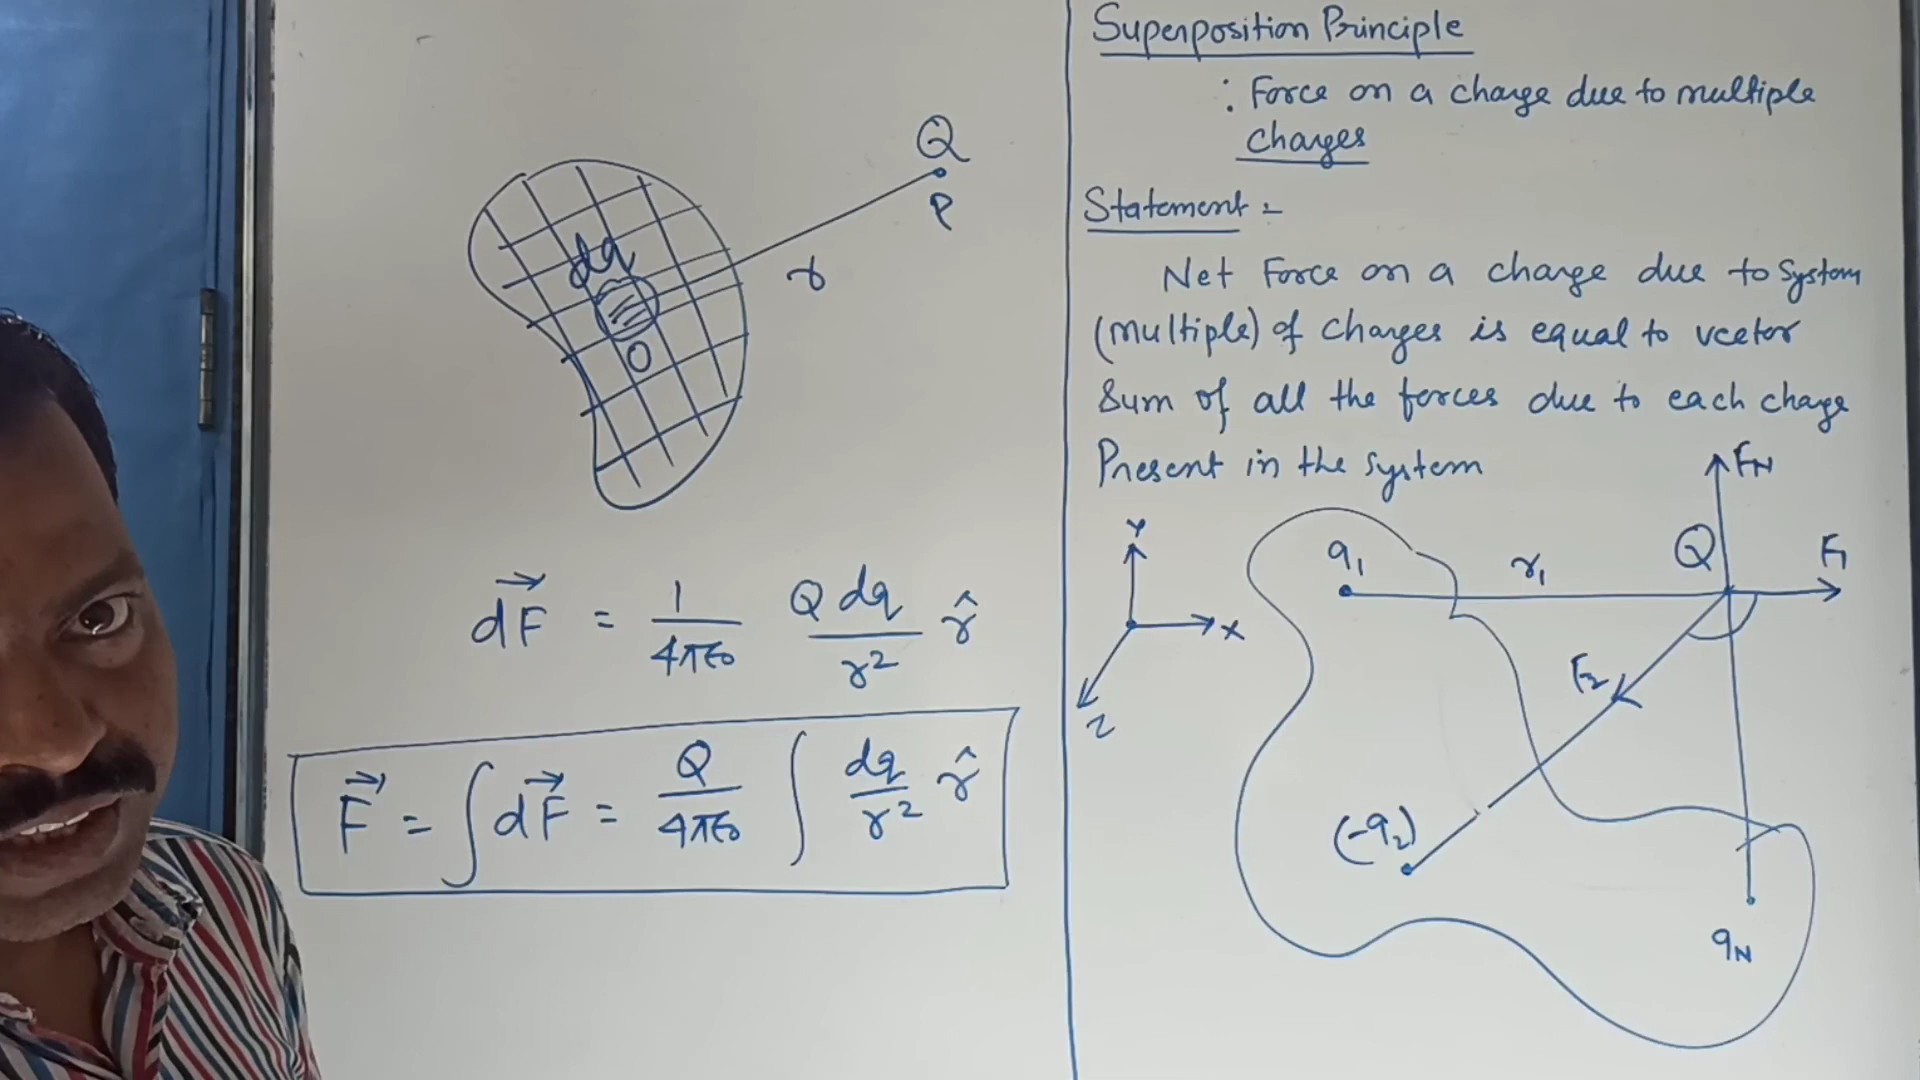 Q
P
dq
r
O
dF⃗ = 1/4πε₀ Q dq/r² r̂
F⃗ = ∫ dF⃗ = Q/4πε₀ ∫ dq/r² r̂
Superposition Principle
: Force on a charge due to multiple
charges
Statement :-
Net Force on a charge due to System
(multiple) of Charges is equal to vector
Sum of all the forces due to each charge
Present in the System
F_N
Y
q₁
r₁
Q
F₁
X
F₂
Z
(-q₂)
q_N